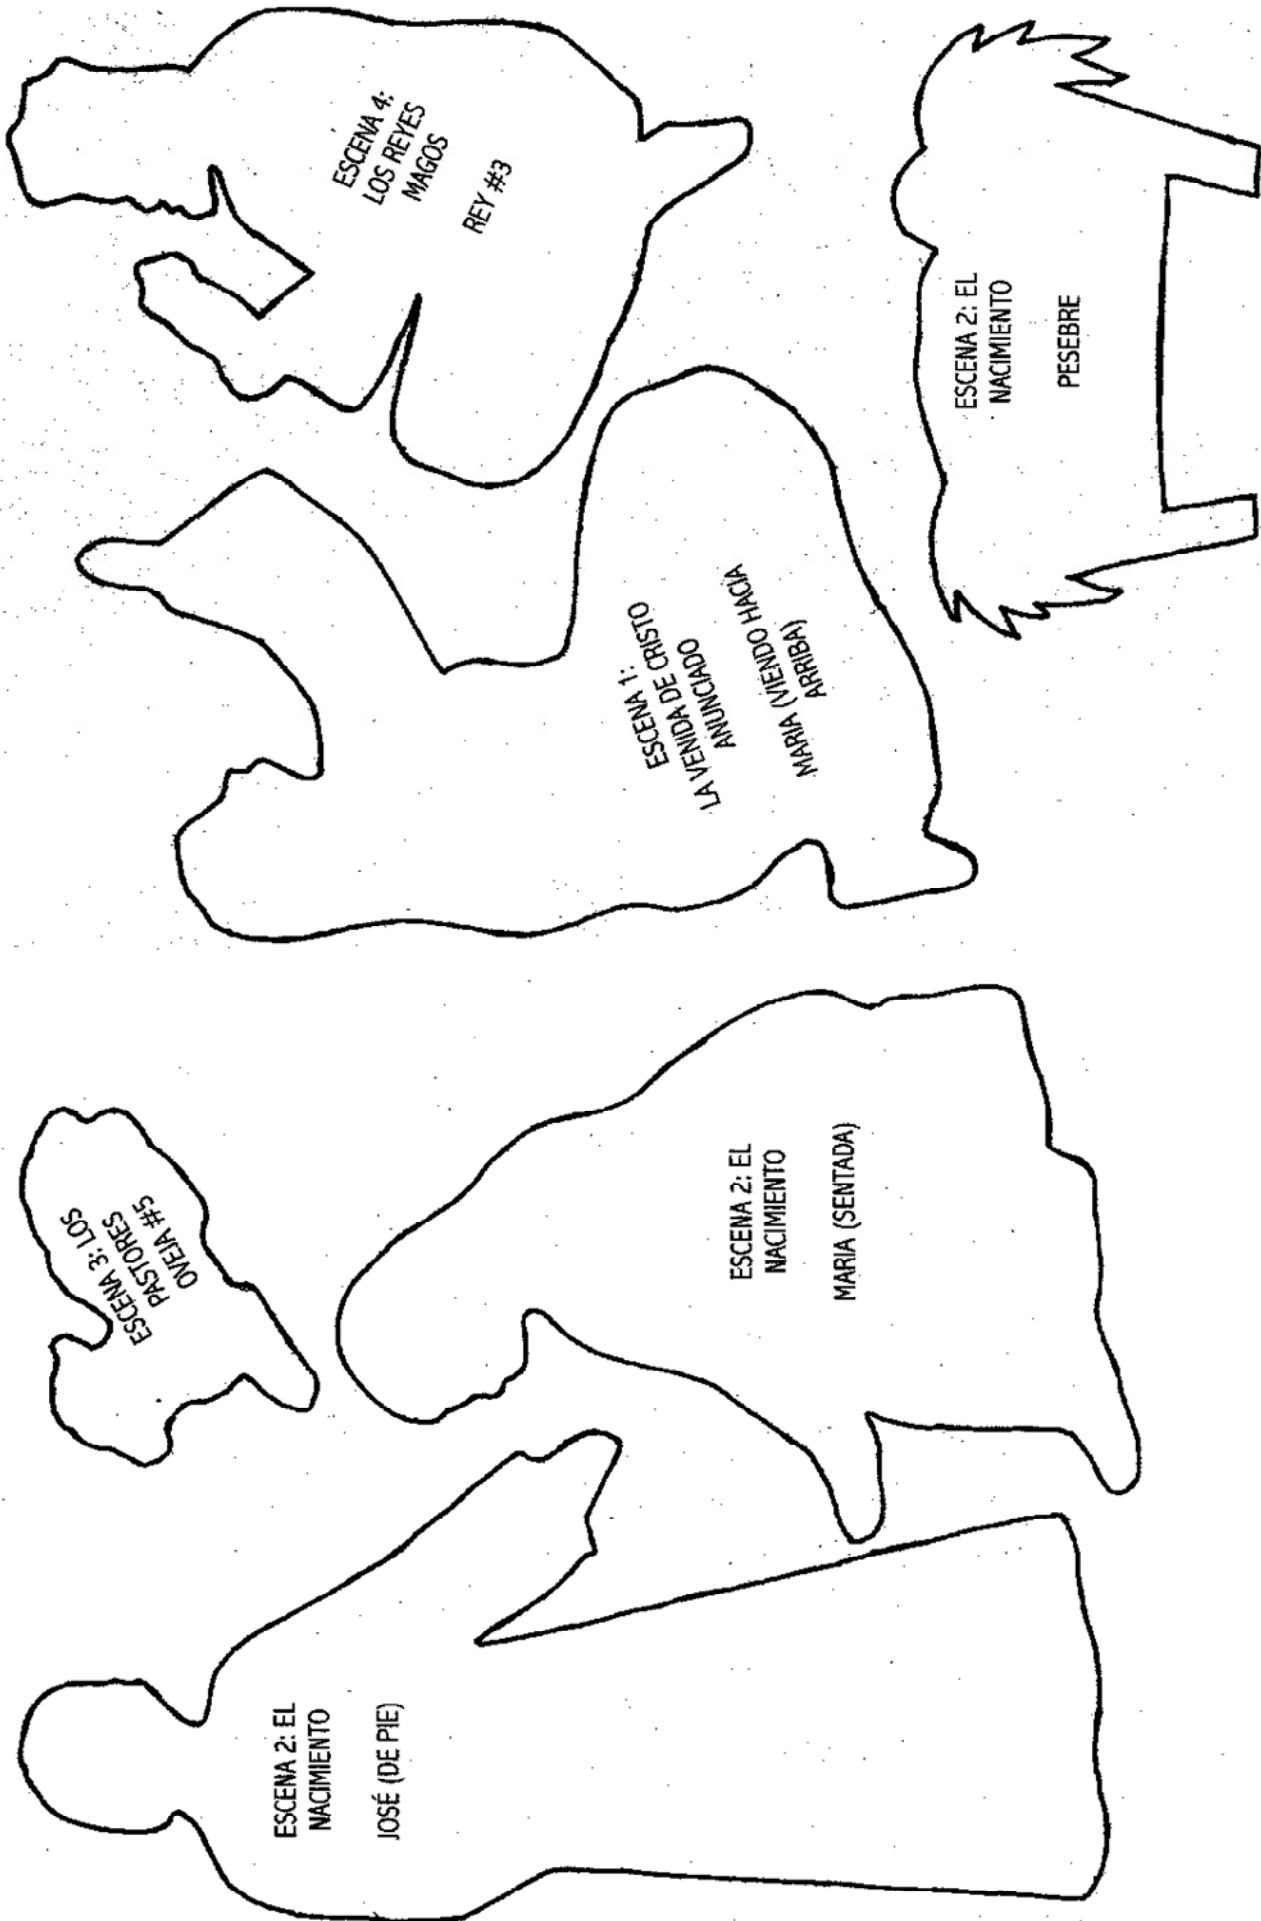 ESCENA 4:
LOS REYES
MAGOS
REY #3
ESCENA 2: EL
NACIMIENTO
PESEBRE
ESCENA 1:
LA VENIDA DE CRISTO
ANUNCIADO
MARIA (VIENDO HACIA
ARRIBA)
ESCENA 3: LOS
PASTORES
OVEJA #5
ESCENA 2: EL
NACIMIENTO
MARIA (SENTADA)
ESCENA 2: EL
NACIMIENTO
JOSÉ (DE PIE)